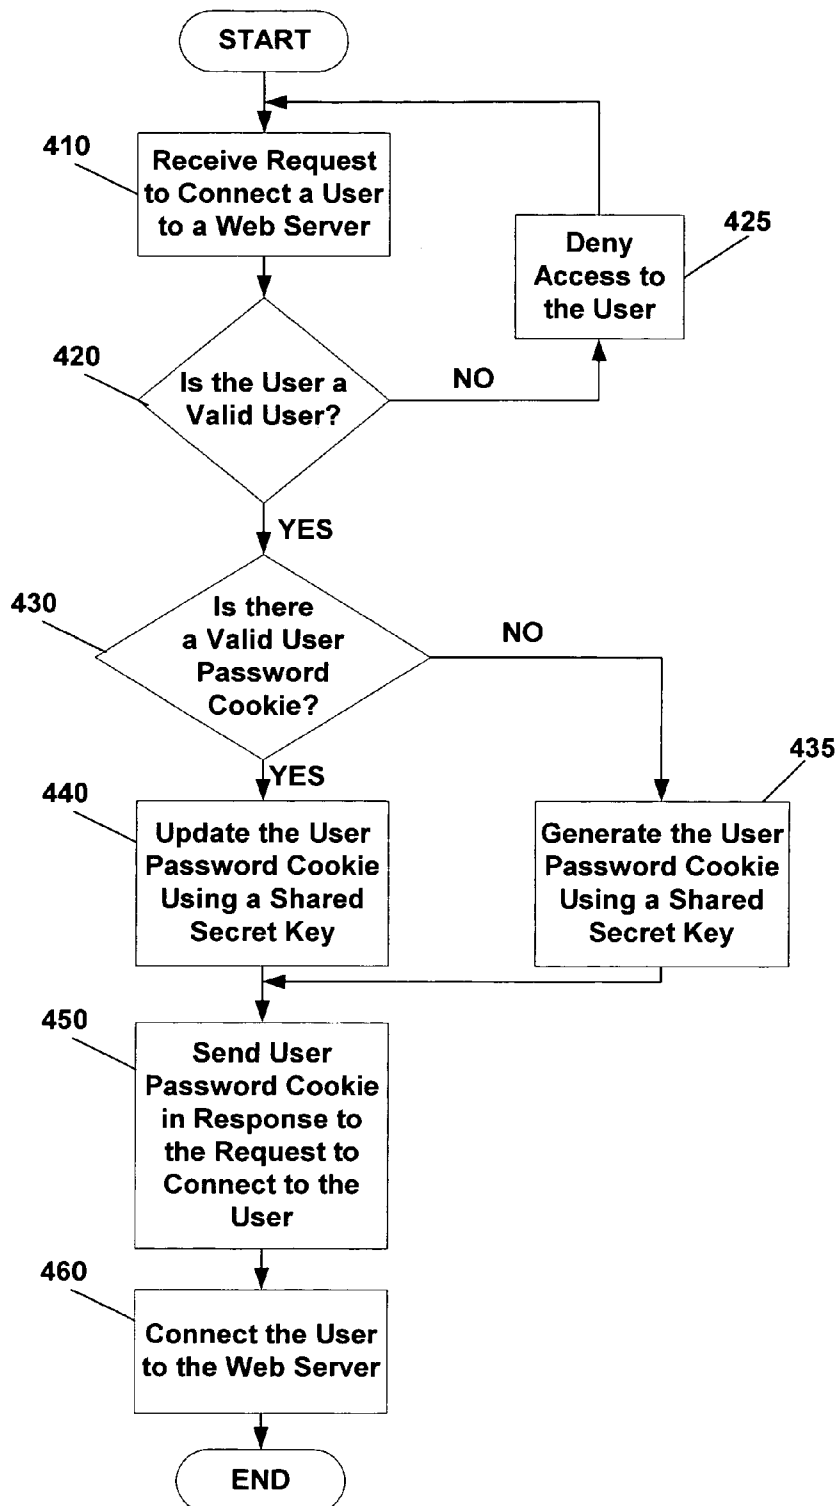 START
410
Receive Request
to Connect a User
to a Web Server
425
Deny
Access to
the User
420
Is the User a
Valid User?
NO
YES
430
Is there
a Valid User
Password
Cookie?
NO
YES
440
Update the User
Password Cookie
Using a Shared
Secret Key
435
Generate the User
Password Cookie
Using a Shared
Secret Key
450
Send User
Password Cookie
in Response to
the Request to
Connect to the
User
460
Connect the User
to the Web Server
END